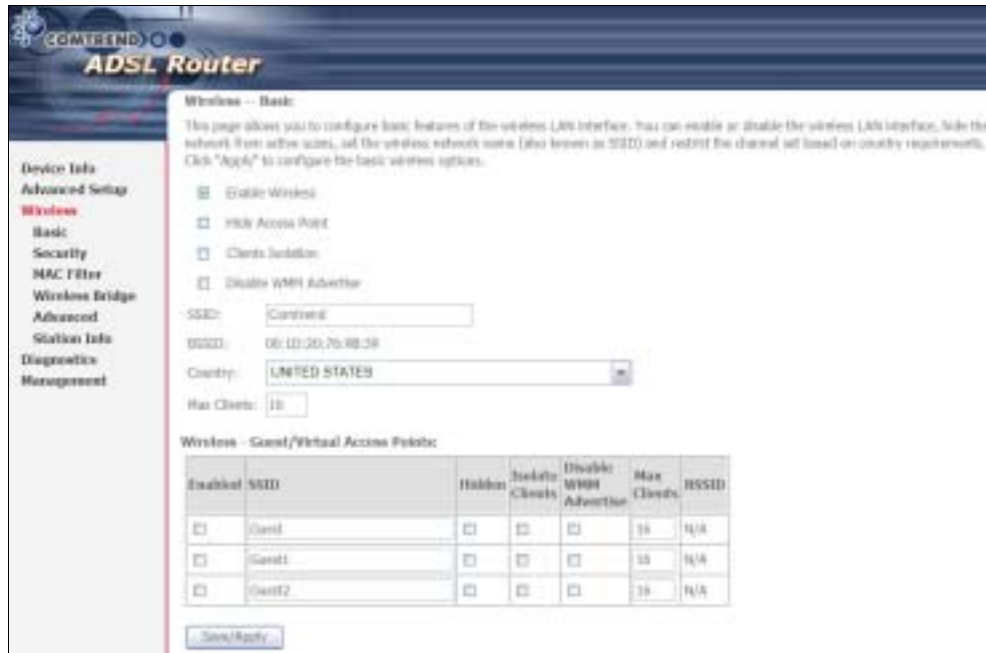 COMTREND
ADSL Router
Wireless -- Basic
This page allows you to configure basic features of the wireless LAN interface. You can enable or disable the wireless LAN interface, hide the
network from active scans, set the wireless network name (also known as SSID) and restrict the channel set based on country requirements.
Click "Apply" to configure the basic wireless options.
Device Info
Advanced Setup
Wireless
Basic
Security
MAC Filter
Wireless Bridge
Advanced
Station Info
Diagnostics
Management
Enable Wireless
Hide Access Point
Clients Isolation
Disable WMM Advertise
SSID: Comtrend
BSSID:
Country: UNITED STATES
Max Clients: 16
Wireless - Guest/Virtual Access Points:
Enabled SSID Hidden Isolate Clients Disable WMM Advertise Max Clients BSSID
Guest 16 N/A
Guest1 16 N/A
Guest2 16 N/A
Save/Apply